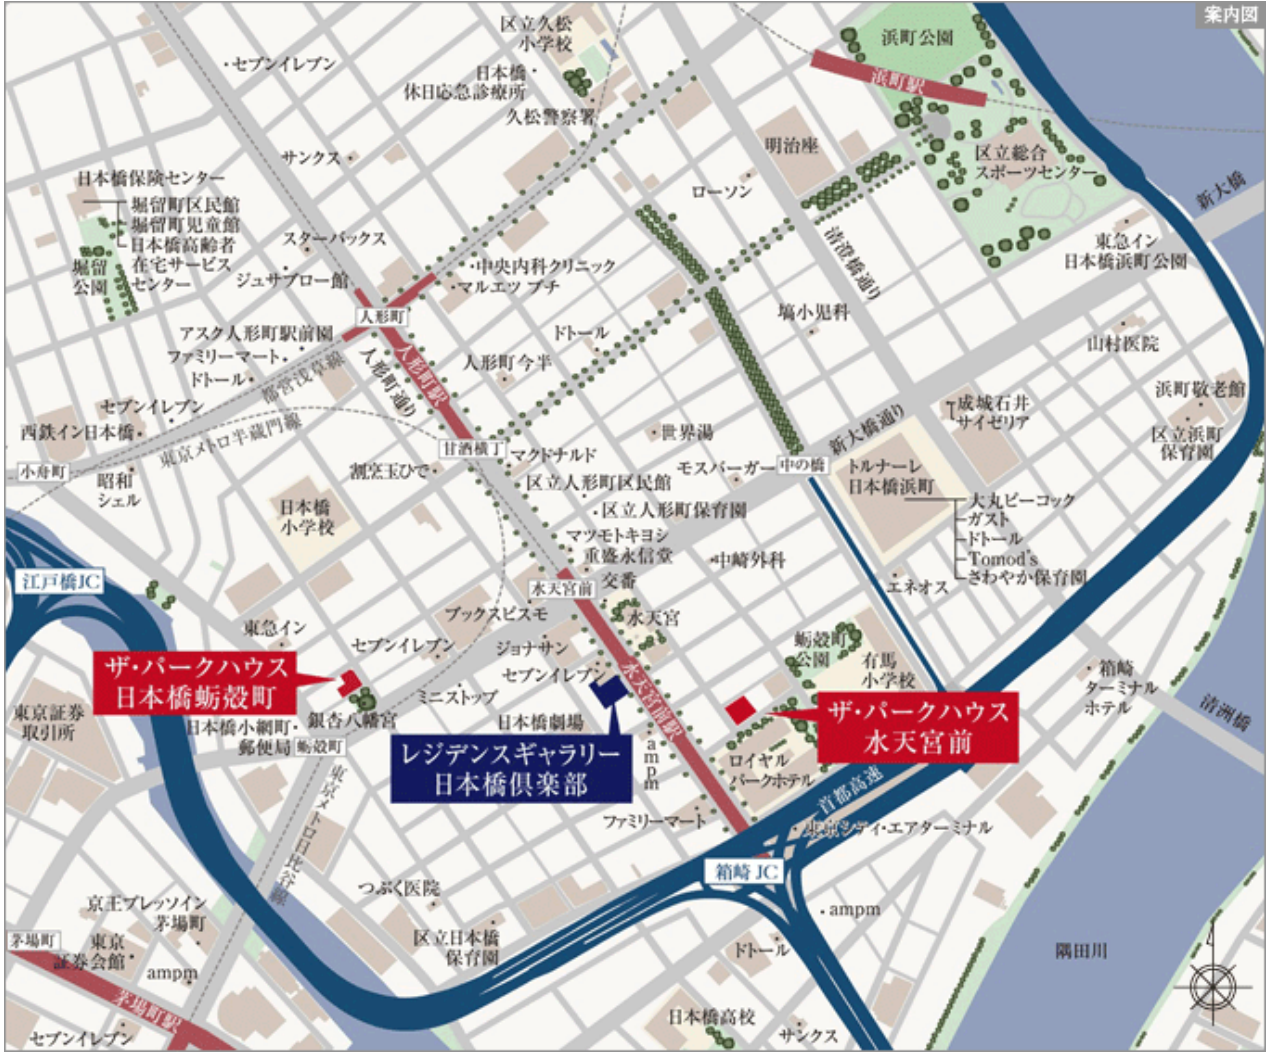 案内図
区立久松
小学校
浜町公園
セブンイレブン
日本橋
休日応急診療所
浜町駅
久松警察署
明治座
区立総合
スポーツセンター
サンクス
新大橋
日本橋保険センター
堀留町区民館
堀留町児童館
日本橋高齢者
在宅サービス
センター
ローソン
堀留
公園
スターバックス
清澄橋通り
東急イン
日本橋浜町公園
ジュサブロー館
中央内科クリニック
マルエツ プチ
人形町
塙小児科
アスク人形町駅前園
ファミリーマート
ドトール
ドトール
山村医院
都営浅草線
人形町通り
人形町駅
人形町今半
浜町敬老館
セブンイレブン
成城石井
サイゼリア
西鉄イン日本橋
東京メトロ半蔵門線
世界湯
新大橋通り
区立浜町
保育園
甘酒横丁
マクドナルド
小舟町
昭和
シェル
割烹玉ひで
区立人形町区民館
モスバーガー
中の橋
トルナーレ
日本橋浜町
大丸ピーコック
ガスト
ドトール
Tomod's
さわやか保育園
日本橋
小学校
区立人形町保育園
マツモトキヨシ
重盛永信堂
中崎外科
江戸橋JC
水天宮前
交番
エネオス
ブックスピスモ
水天宮
東急イン
セブンイレブン
ジョナサン
蛎殻町
公園
有馬
小学校
ザ・パークハウス
日本橋蛎殻町
セブンイレブン
水天宮前駅
箱崎
ターミナル
ホテル
ミニストップ
清洲橋
東京証券
取引所
日本橋小網町
郵便局
銀杏八幡宮
日本橋劇場
ザ・パークハウス
水天宮前
蛎殻町
レジデンスギャラリー
日本橋倶楽部
ampm
ロイヤル
パークホテル
首都高速
東京メトロ日比谷線
ファミリーマート
東京シティ・エアターミナル
箱崎JC
つぶく医院
京王プレッソイン
茅場町
ampm
茅場町
東京
証券会館
区立日本橋
保育園
ドトール
隅田川
ampm
茅場町駅
日本橋高校
セブンイレブン
サンクス